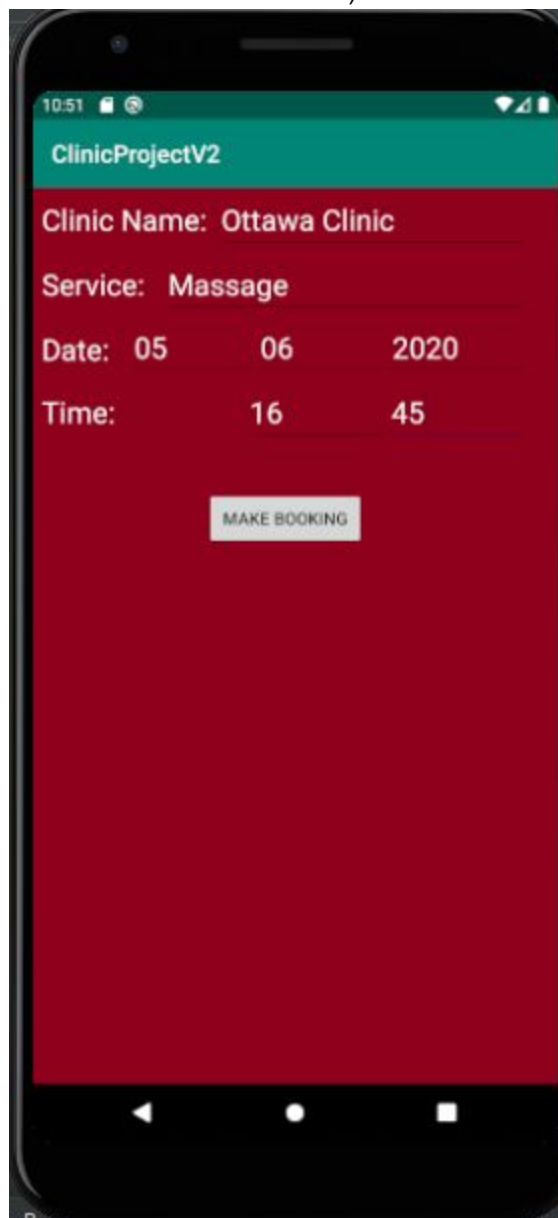 10:51
ClinicProjectV2
Clinic Name: Ottawa Clinic
Service: Massage
Date: 05 06 2020
Time: 16 45
MAKE BOOKING